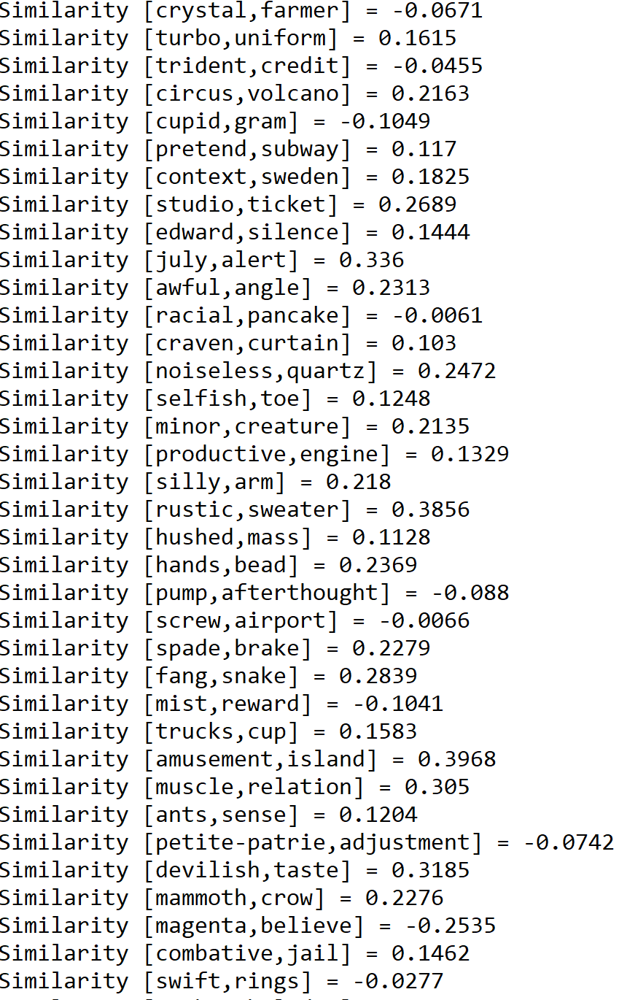 Similarity [crystal,farmer] = -0.0671
Similarity [turbo,uniform] = 0.1615
Similarity [trident,credit] = -0.0455
Similarity [circus,volcano] = 0.2163
Similarity [cupid,gram] = -0.1049
Similarity [pretend,subway] = 0.117
Similarity [context,sweden] = 0.1825
Similarity [studio,ticket] = 0.2689
Similarity [edward,silence] = 0.1444
Similarity [july,alert] = 0.336
Similarity [awful,angle] = 0.2313
Similarity [racial,pancake] = -0.0061
Similarity [craven,curtain] = 0.103
Similarity [noiseless,quartz] = 0.2472
Similarity [selfish,toe] = 0.1248
Similarity [minor,creature] = 0.2135
Similarity [productive,engine] = 0.1329
Similarity [silly,arm] = 0.218
Similarity [rustic,sweater] = 0.3856
Similarity [hushed,mass] = 0.1128
Similarity [hands,bead] = 0.2369
Similarity [pump,afterthought] = -0.088
Similarity [screw,airport] = -0.0066
Similarity [spade,brake] = 0.2279
Similarity [fang,snake] = 0.2839
Similarity [mist,reward] = -0.1041
Similarity [trucks,cup] = 0.1583
Similarity [amusement,island] = 0.3968
Similarity [muscle,relation] = 0.305
Similarity [ants,sense] = 0.1204
Similarity [petite-patrie,adjustment] = -0.0742
Similarity [devilish,taste] = 0.3185
Similarity [mammoth,crow] = 0.2276
Similarity [magenta,believe] = -0.2535
Similarity [combative,jail] = 0.1462
Similarity [swift,rings] = -0.0277